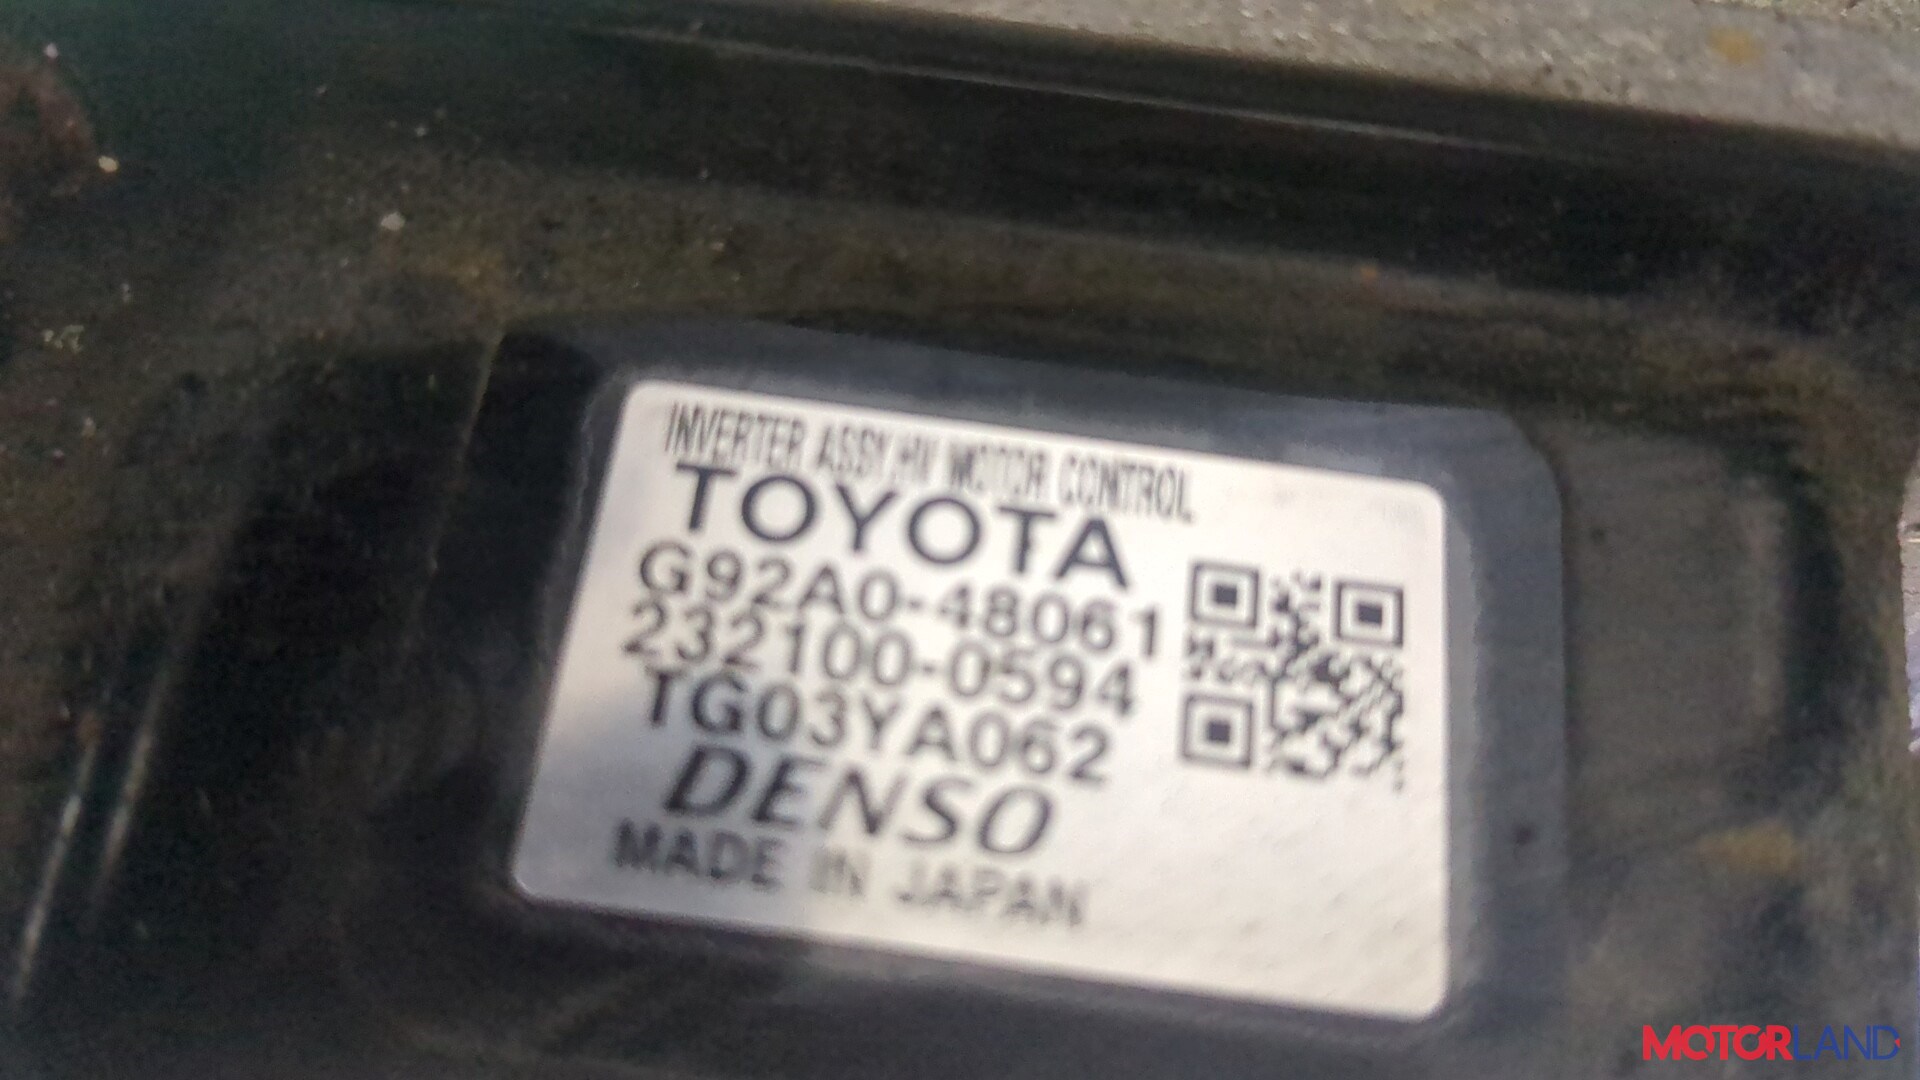 INVERTER ASSY,HV MOTOR CONTROL
TOYOTA
G92A0-48061
232100-0594
TG03YA062
DENSO
MADE IN JAPAN
MOTORLAND